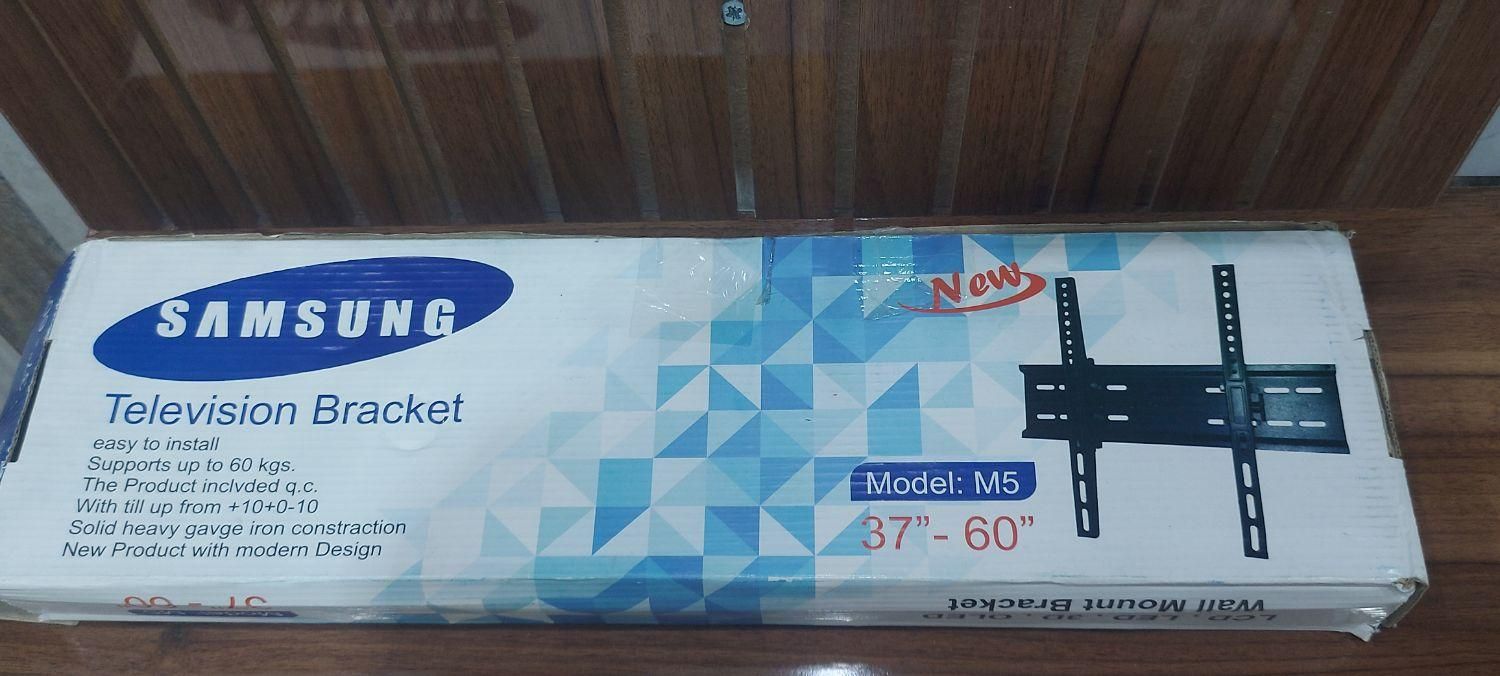 SAMSUNG
Television Bracket
easy to install
Supports up to 60 kgs.
The Product inclvded q.c.
With till up from +10+0-10
Solid heavy gavge iron constraction
New Product with modern Design
New
Model: M5
37”- 60”
37 - 60
LCD, LED, 3D, OLED
Wall Mount Bracket